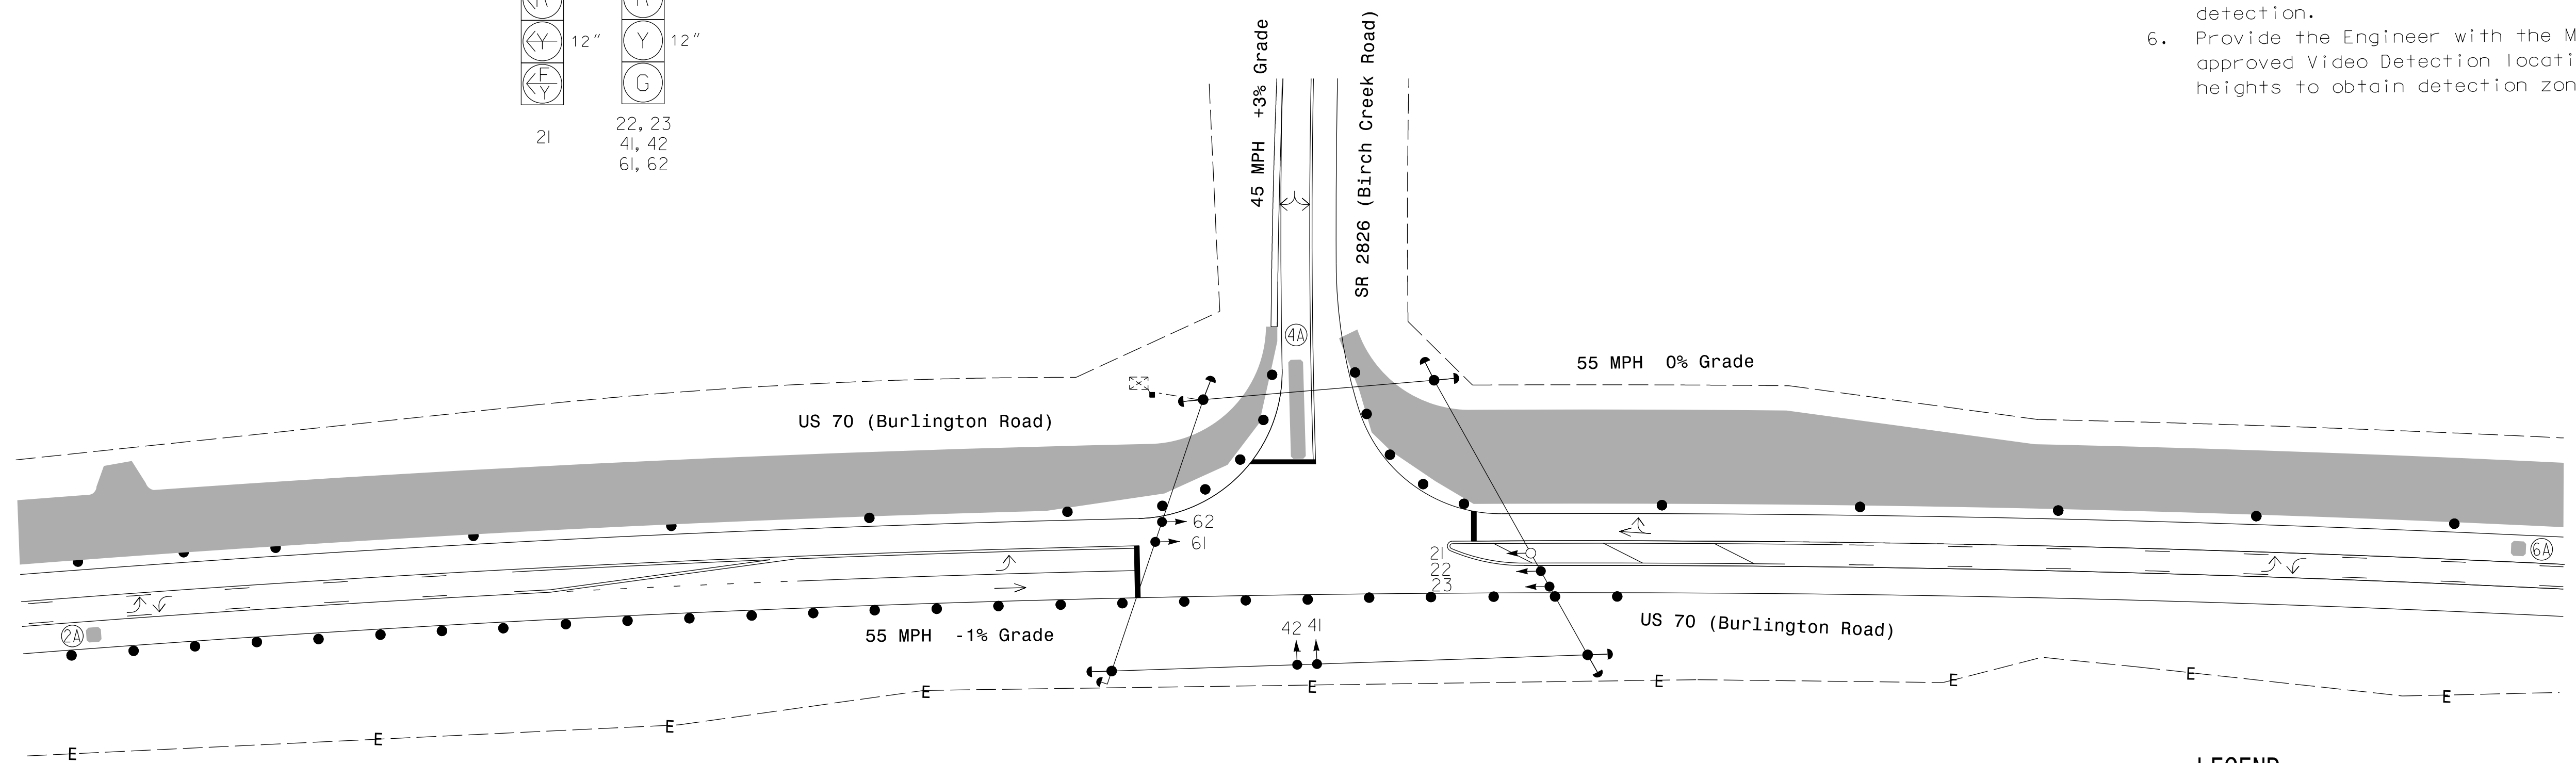 R
R
Y
12"
Y
12"
F
Y
G
21
22, 23
41, 42
61, 62
45 MPH +3% Grade
SR 2826 (Birch Creek Road)
detection.
6. Provide the Engineer with the
approved Video Detection
heights to obtain detection
4A
55 MPH 0% Grade
US 70 (Burlington Road)
62
61
21
22
23
6A
2A
55 MPH -1% Grade
42 41
US 70 (Burlington Road)
E
E
E
E
E
E
E
E
E
LEGEND